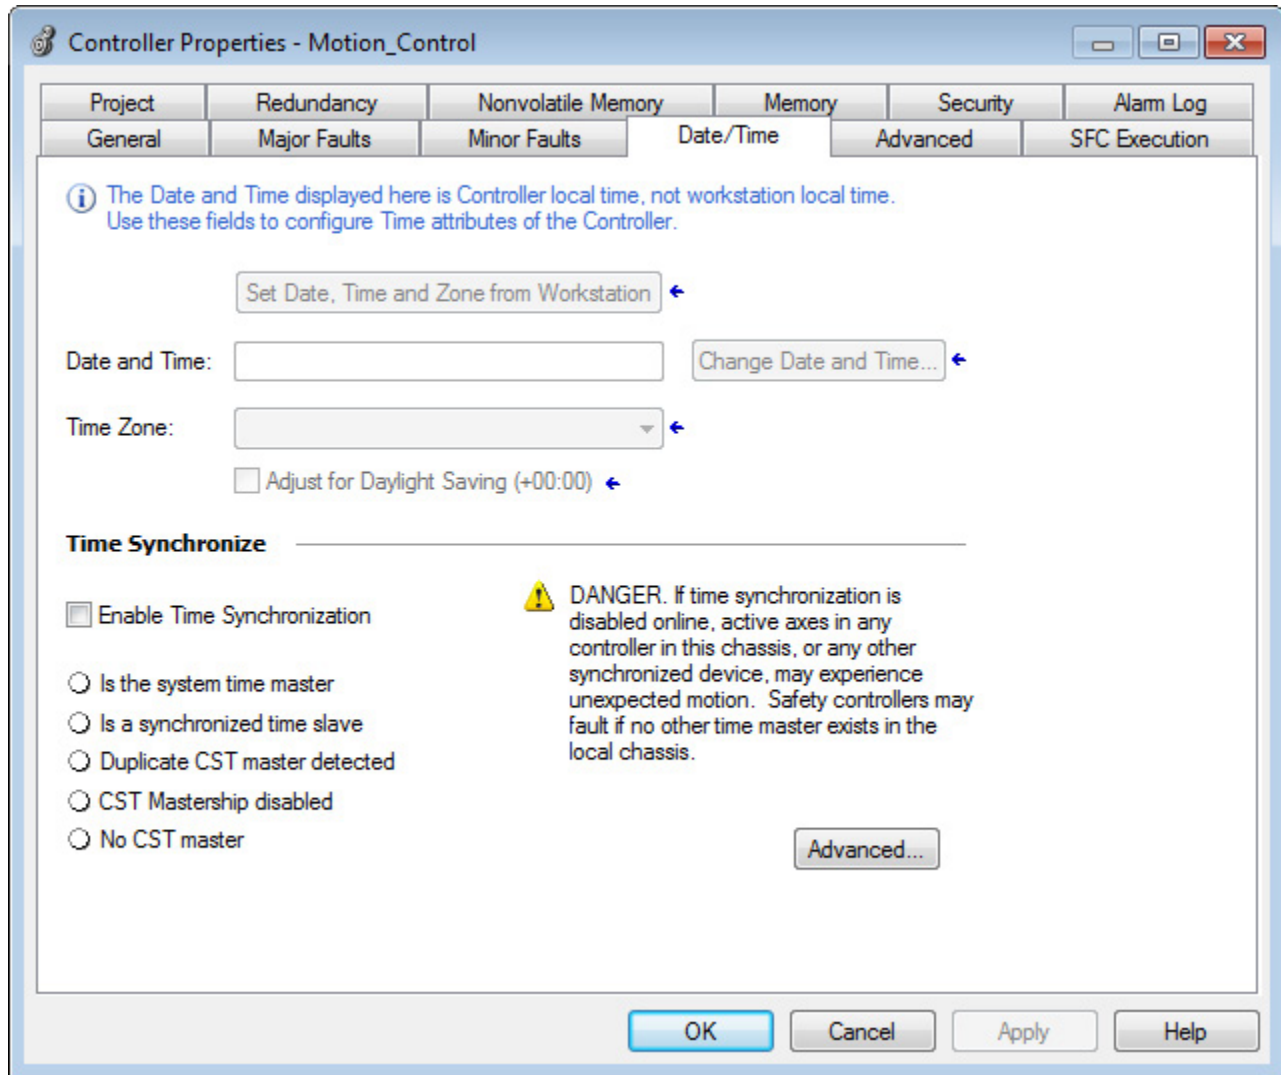 Controller Properties - Motion_Control
Project Redundancy Nonvolatile Memory Memory Security Alarm Log
General Major Faults Minor Faults Date/Time Advanced SFC Execution
The Date and Time displayed here is Controller local time, not workstation local time.
Use these fields to configure Time attributes of the Controller.
Set Date, Time and Zone from Workstation
Date and Time: Change Date and Time...
Time Zone:
Adjust for Daylight Saving (+00:00)
Time Synchronize
Enable Time Synchronization
Is the system time master
Is a synchronized time slave
Duplicate CST master detected
CST Mastership disabled
No CST master
DANGER. If time synchronization is
disabled online, active axes in any
controller in this chassis, or any other
synchronized device, may experience
unexpected motion.  Safety controllers may
fault if no other time master exists in the
local chassis.
Advanced...
OK Cancel Apply Help